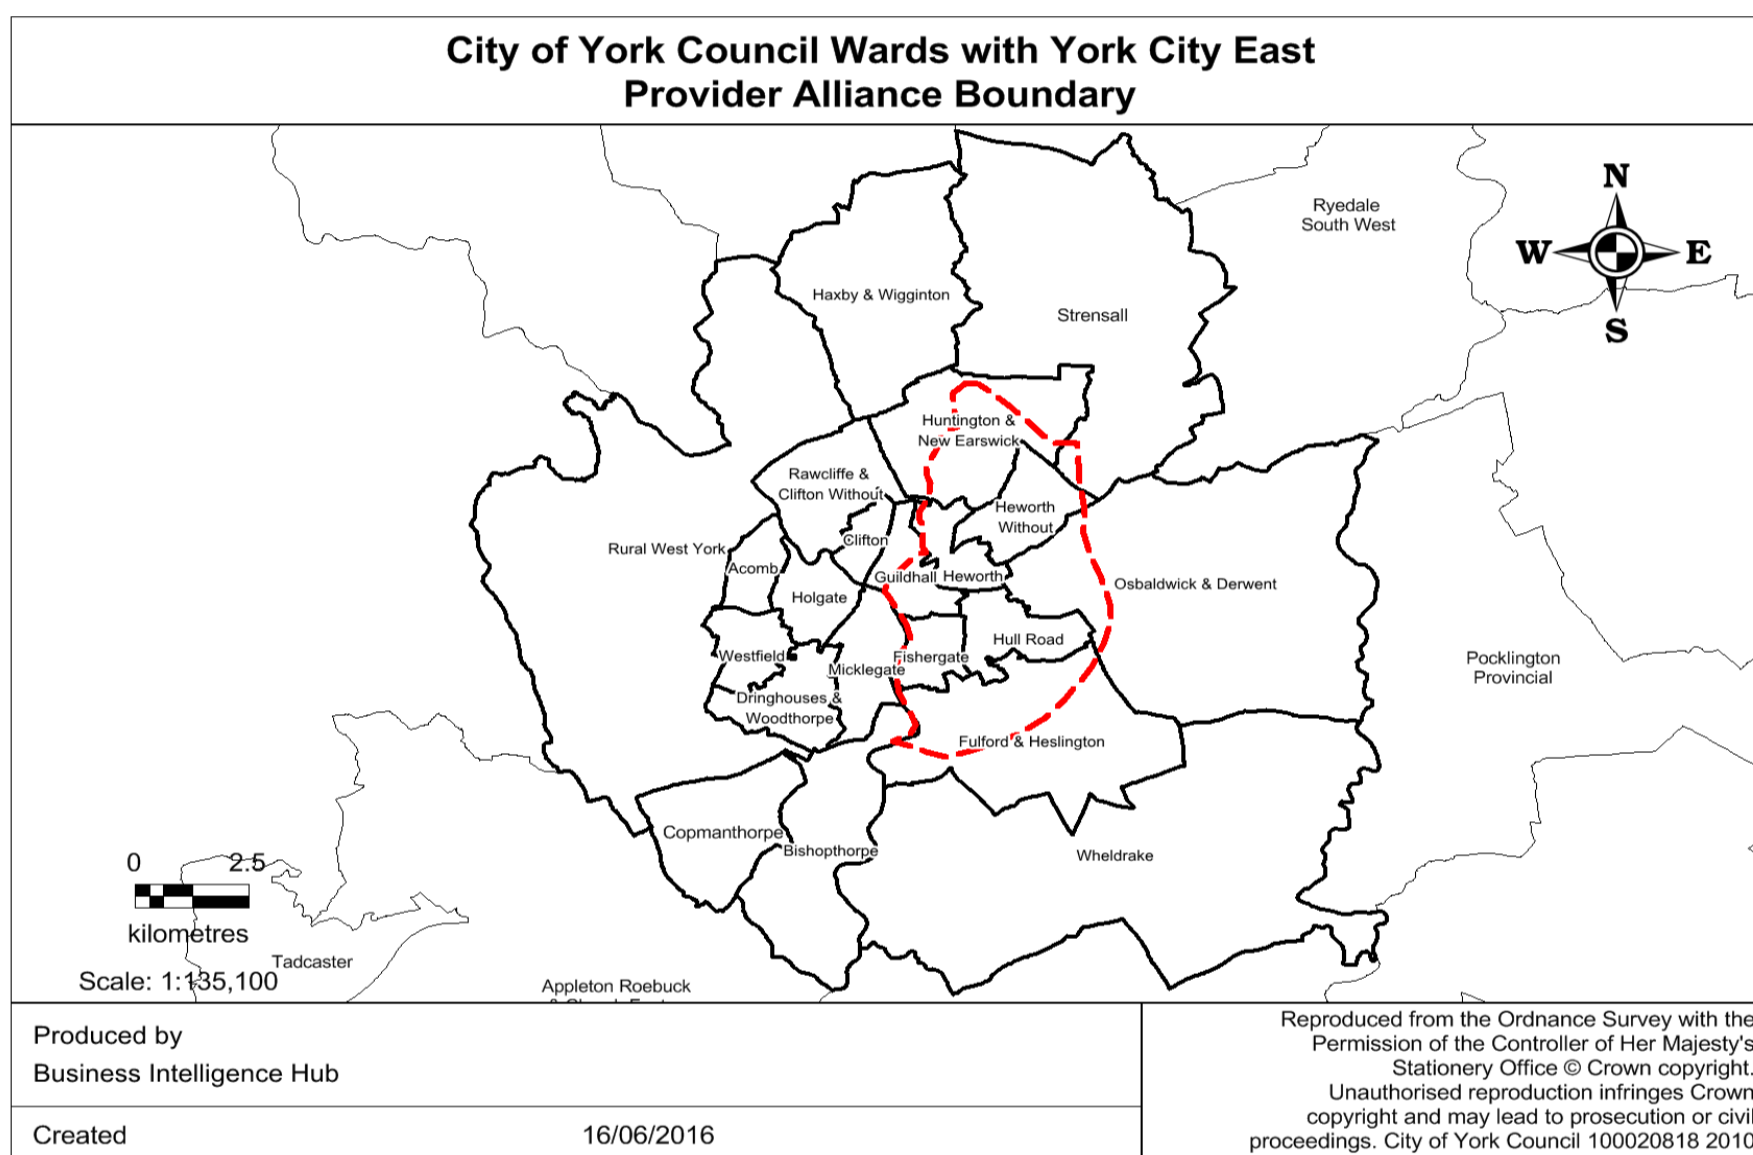 City of York Council Wards with York City East
Provider Alliance Boundary
N
W
E
S
Ryedale
South West
Haxby & Wigginton
Strensall
Huntington &
New Earswick
Rawcliffe &
Clifton Without
Heworth
Without
Rural West York
Clifton
Acomb
Guildhall
Heworth
Osbaldwick & Derwent
Holgate
Hull Road
Westfield
Micklegate
Fishergate
Pocklington
Provincial
Dringhouses &
Woodthorpe
Fulford & Heslington
Copmanthorpe
Bishopthorpe
Wheldrake
0
2.5
kilometres
Scale: 1:135,100
Tadcaster
Appleton Roebuck
Produced by
Business Intelligence Hub
Created
16/06/2016
Reproduced from the Ordnance Survey with the
Permission of the Controller of Her Majesty's
Stationery Office © Crown copyright.
Unauthorised reproduction infringes Crown
copyright and may lead to prosecution or civil
proceedings. City of York Council 100020818 2010